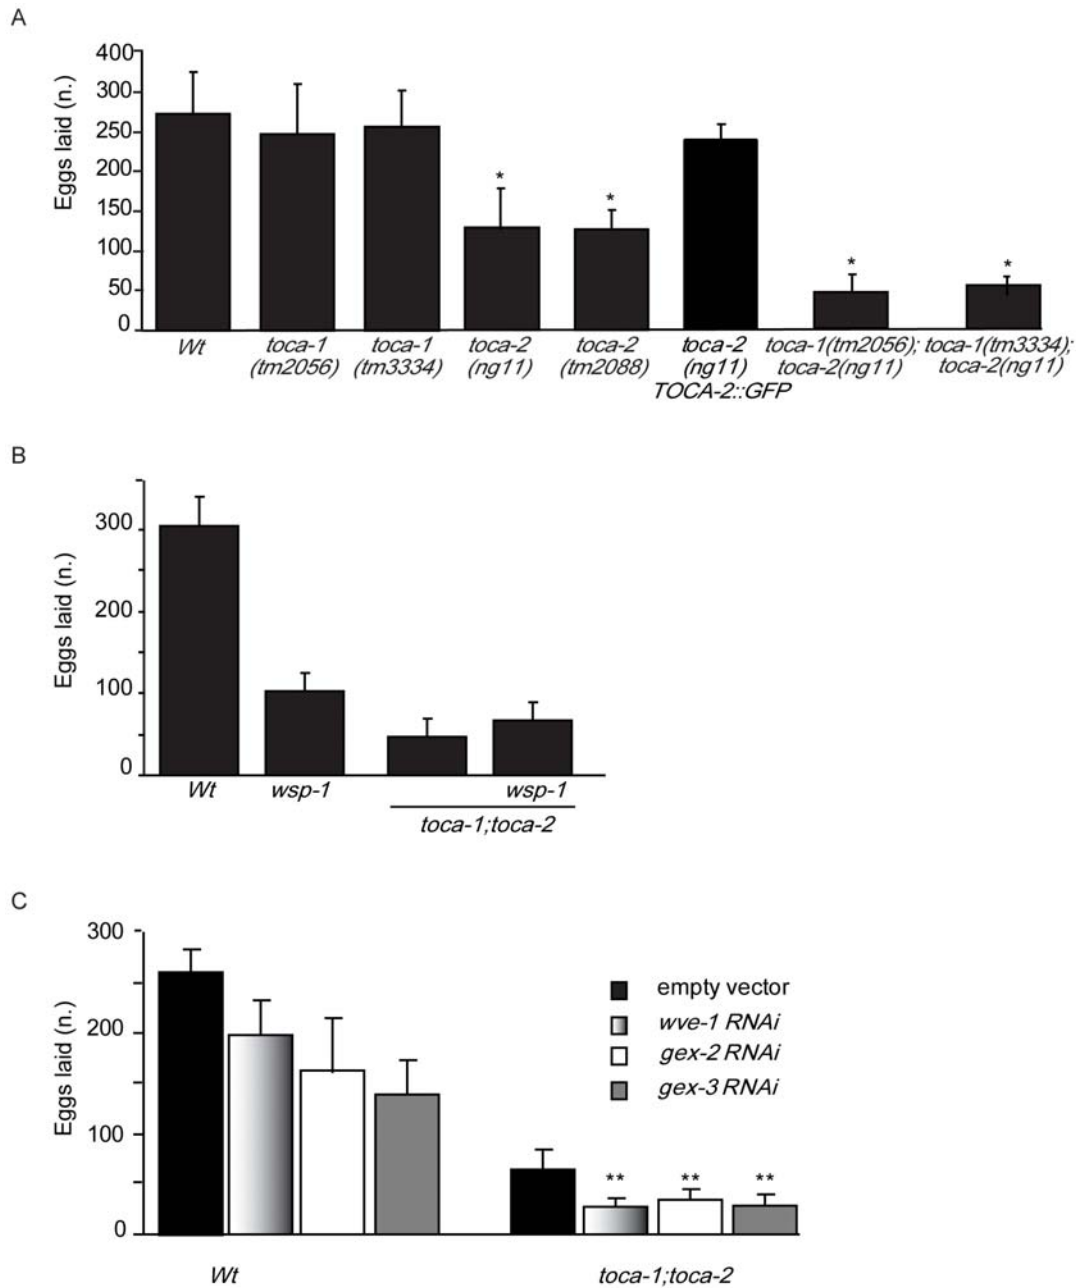 A
Eggs laid (n.)
400
300
250
200
150
100
50
0
*
*
*
*
Wt
toca-1
(tm2056)
toca-1
(tm3334)
toca-2
(ng11)
toca-2
(tm2088)
toca-2
(ng11)
TOCA-2::GFP
toca-1(tm2056);
toca-2(ng11)
toca-1(tm3334);
toca-2(ng11)
B
Eggs laid (n.)
300
200
100
0
Wt
wsp-1
wsp-1
toca-1;toca-2
C
Eggs laid (n.)
300
200
100
0
empty vector
wve-1 RNAi
gex-2 RNAi
gex-3 RNAi
**
**
**
Wt
toca-1;toca-2